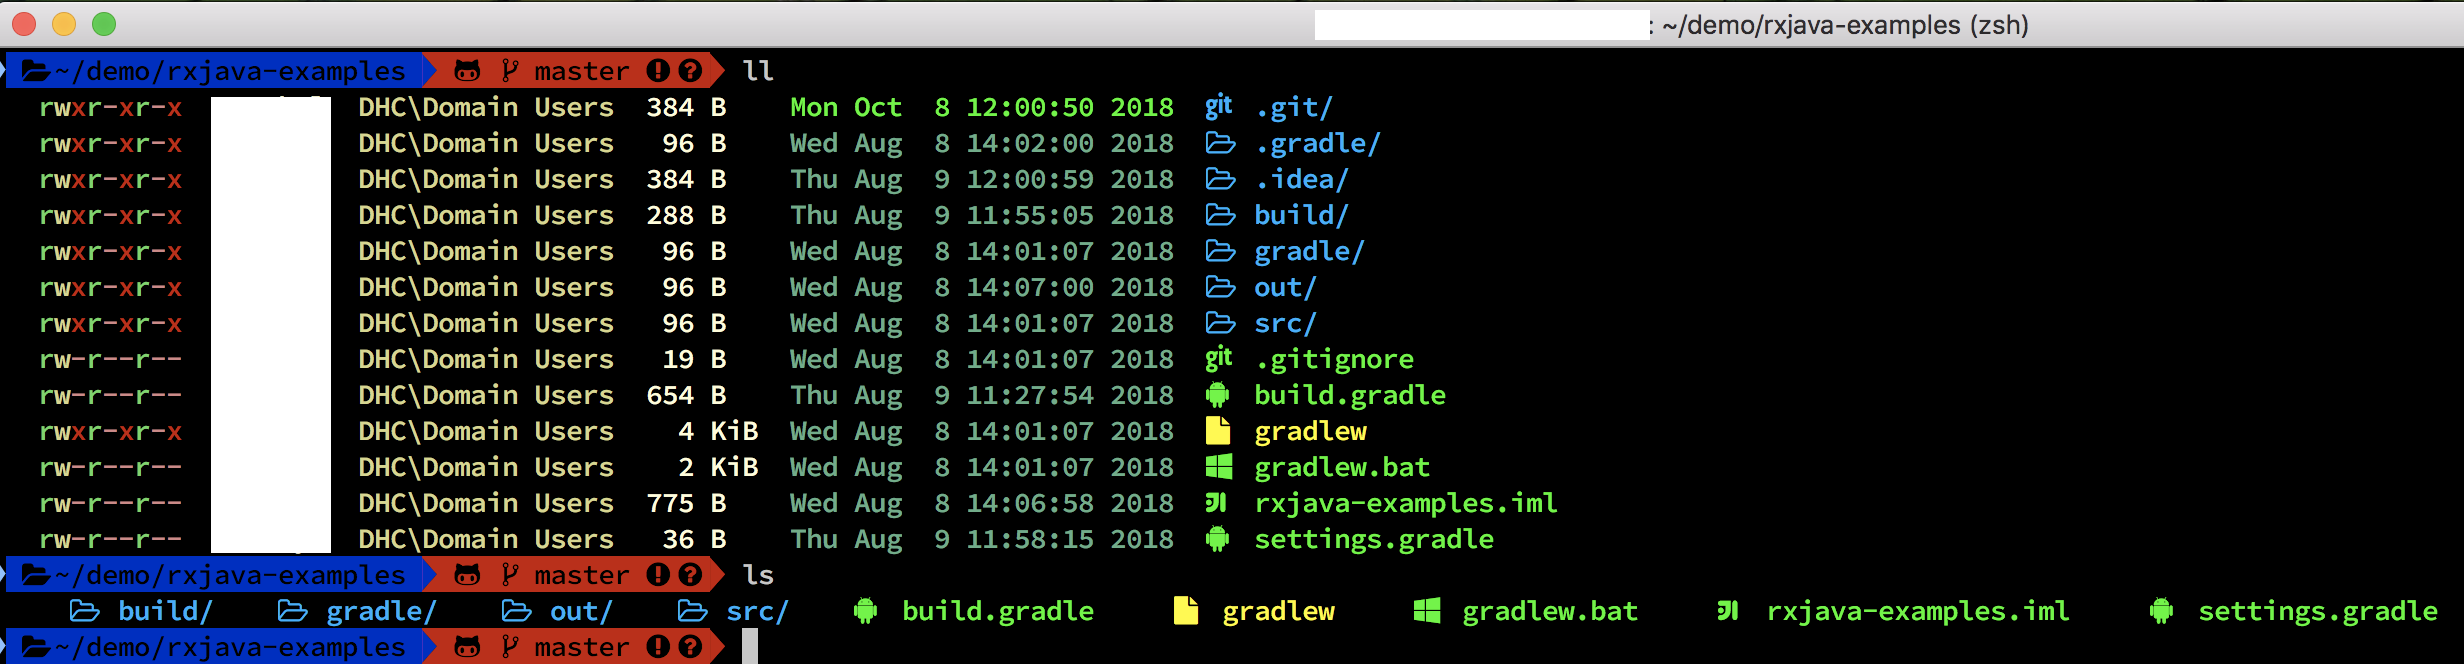 : ~/demo/rxjava-examples (zsh)
~/demo/rxjava-examples master ll
rwxr-xr-x DHC\Domain Users 384 B Mon Oct 8 12:00:50 2018 git .git/
rwxr-xr-x DHC\Domain Users 96 B Wed Aug 8 14:02:00 2018 .gradle/
rwxr-xr-x DHC\Domain Users 384 B Thu Aug 9 12:00:59 2018 .idea/
rwxr-xr-x DHC\Domain Users 288 B Thu Aug 9 11:55:05 2018 build/
rwxr-xr-x DHC\Domain Users 96 B Wed Aug 8 14:01:07 2018 gradle/
rwxr-xr-x DHC\Domain Users 96 B Wed Aug 8 14:07:00 2018 out/
rwxr-xr-x DHC\Domain Users 96 B Wed Aug 8 14:01:07 2018 src/
rw-r--r-- DHC\Domain Users 19 B Wed Aug 8 14:01:07 2018 git .gitignore
rw-r--r-- DHC\Domain Users 654 B Thu Aug 9 11:27:54 2018 build.gradle
rwxr-xr-x DHC\Domain Users 4 KiB Wed Aug 8 14:01:07 2018 gradlew
rw-r--r-- DHC\Domain Users 2 KiB Wed Aug 8 14:01:07 2018 gradlew.bat
rw-r--r-- DHC\Domain Users 775 B Wed Aug 8 14:06:58 2018 rxjava-examples.iml
rw-r--r-- DHC\Domain Users 36 B Thu Aug 9 11:58:15 2018 settings.gradle
~/demo/rxjava-examples master ls
build/ gradle/ out/ src/ build.gradle gradlew gradlew.bat rxjava-examples.iml settings.gradle
~/demo/rxjava-examples master